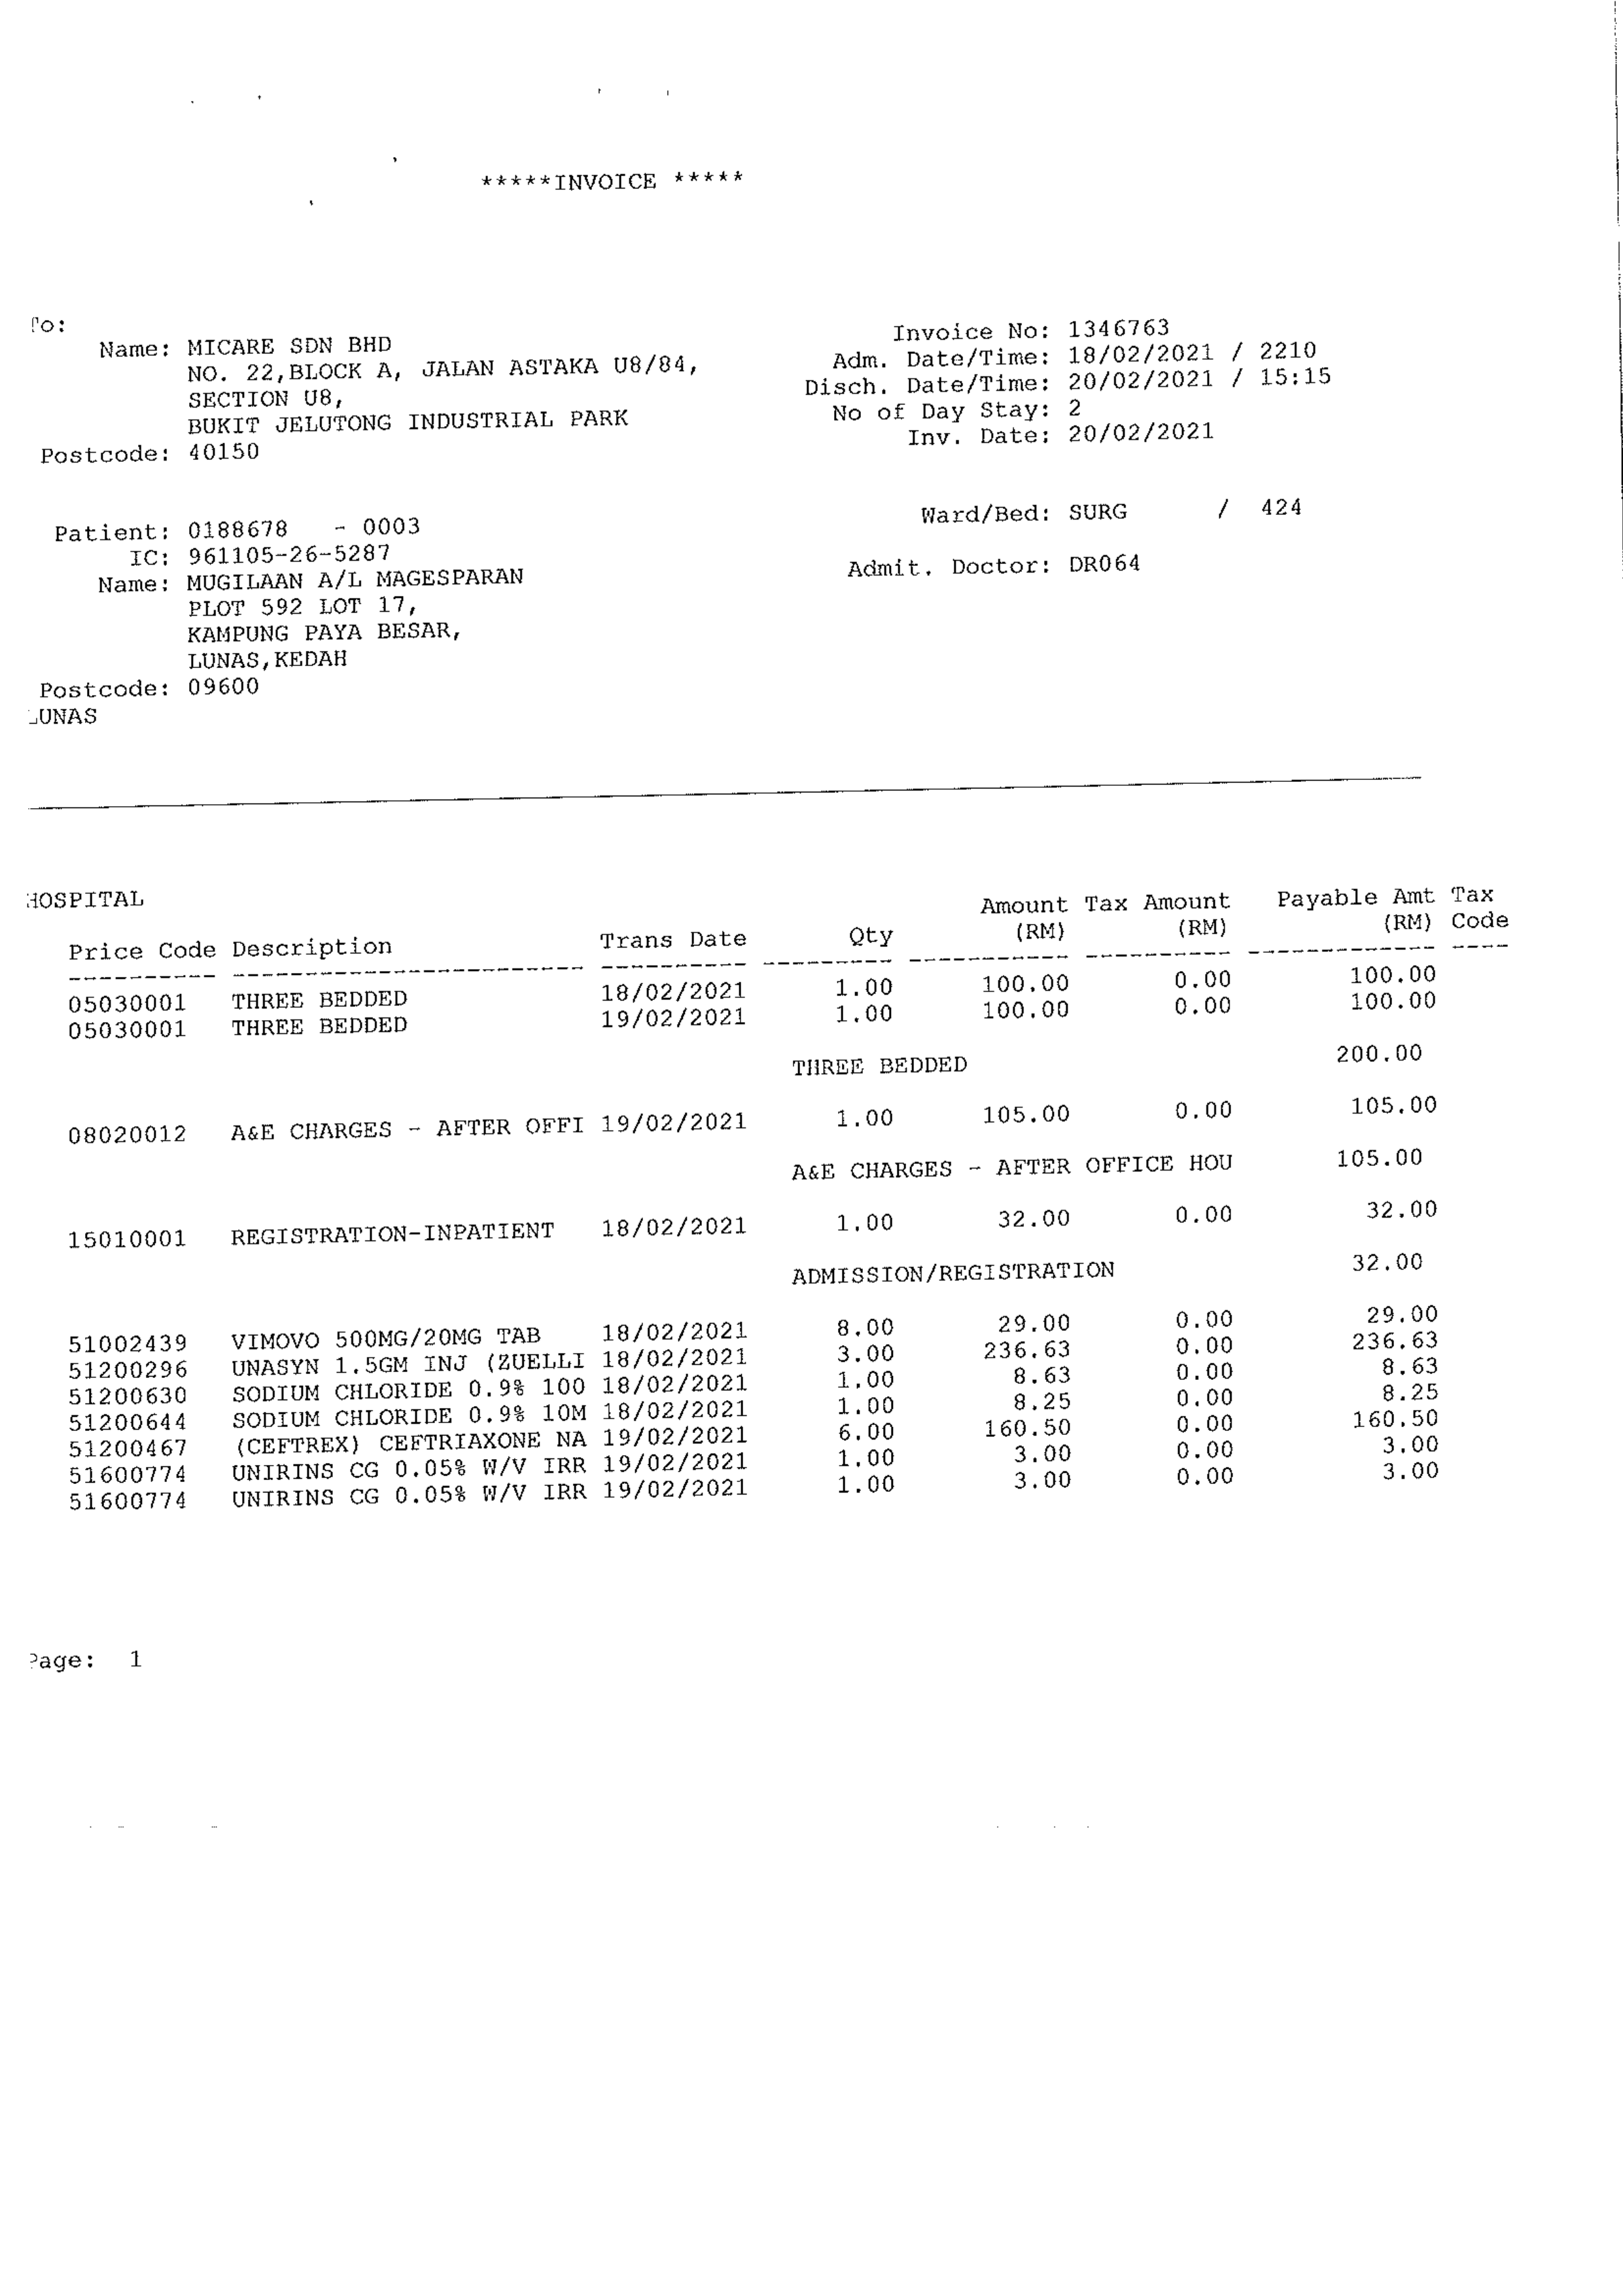 *****INVOICE *****
To:
Name: MICARE SDN BHD
NO. 22,BLOCK A, JALAN ASTAKA U8/84,
SECTION U8,
BUKIT JELUTONG INDUSTRIAL PARK
Postcode: 40150
Invoice No: 1346763
Adm. Date/Time: 18/02/2021 / 2210
Disch. Date/Time: 20/02/2021 / 15:15
No of Day Stay: 2
Inv. Date: 20/02/2021
Patient: 0188678 - 0003
IC: 961105-26-5287
Name: MUGILAAN A/L MAGESPARAN
PLOT 592 LOT 17,
KAMPUNG PAYA BESAR,
LUNAS,KEDAH
Postcode: 09600
LUNAS
Ward/Bed: SURG / 424
Admit. Doctor: DR064
HOSPITAL
Amount Tax Amount Payable Amt Tax
Price Code Description Trans Date Qty (RM) (RM) (RM) Code
05030001 THREE BEDDED 18/02/2021 1.00 100.00 0.00 100.00
05030001 THREE BEDDED 19/02/2021 1.00 100.00 0.00 100.00
THREE BEDDED 200.00
08020012 A&E CHARGES - AFTER OFFI 19/02/2021 1.00 105.00 0.00 105.00
A&E CHARGES - AFTER OFFICE HOU 105.00
15010001 REGISTRATION-INPATIENT 18/02/2021 1.00 32.00 0.00 32.00
ADMISSION/REGISTRATION 32.00
51002439 VIMOVO 500MG/20MG TAB 18/02/2021 8.00 29.00 0.00 29.00
51200296 UNASYN 1.5GM INJ (ZUELLI 18/02/2021 3.00 236.63 0.00 236.63
51200630 SODIUM CHLORIDE 0.9% 100 18/02/2021 1.00 8.63 0.00 8.63
51200644 SODIUM CHLORIDE 0.9% 10M 18/02/2021 1.00 8.25 0.00 8.25
51200467 (CEFTREX) CEFTRIAXONE NA 19/02/2021 6.00 160.50 0.00 160.50
51600774 UNIRINS CG 0.05% W/V IRR 19/02/2021 1.00 3.00 0.00 3.00
51600774 UNIRINS CG 0.05% W/V IRR 19/02/2021 1.00 3.00 0.00 3.00
Page: 1